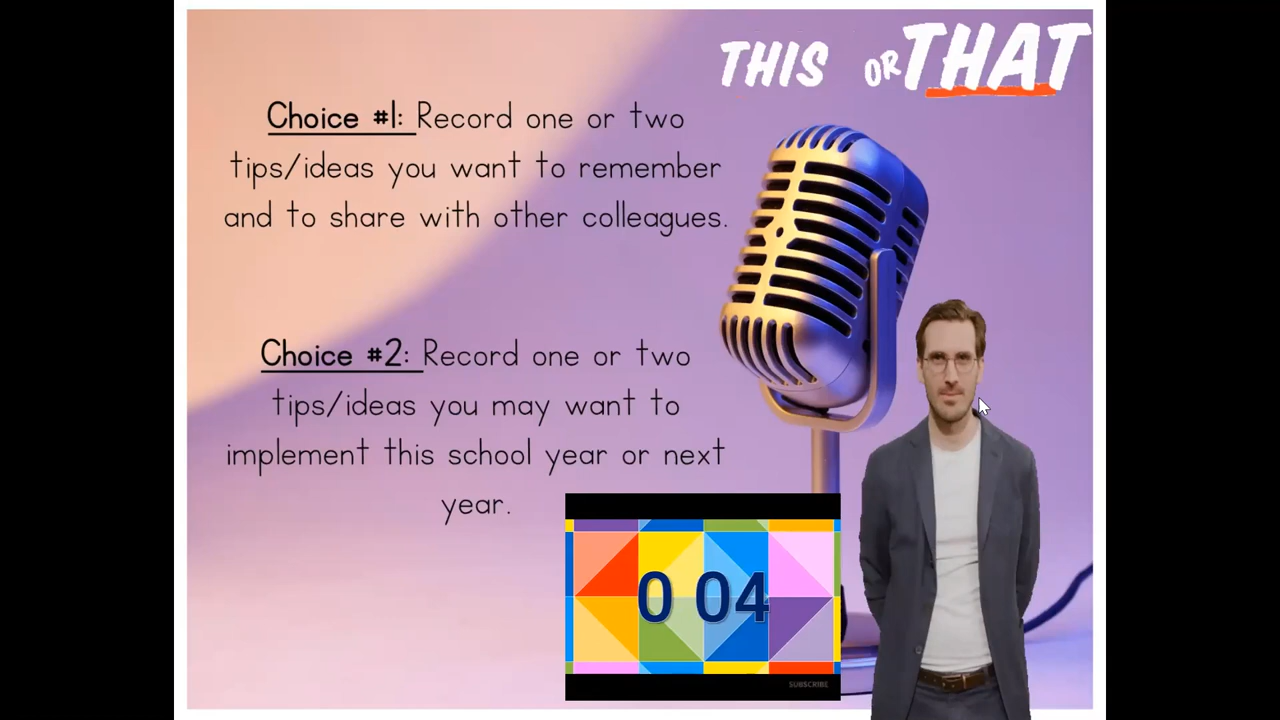 THIS OR THAT
Choice #1: Record one or two
tips/ideas you want to remember
and to share with other colleagues.
Choice #2: Record one or two
tips/ideas you may want to
implement this school year or next
year.
0 04
SUBSCRIBE